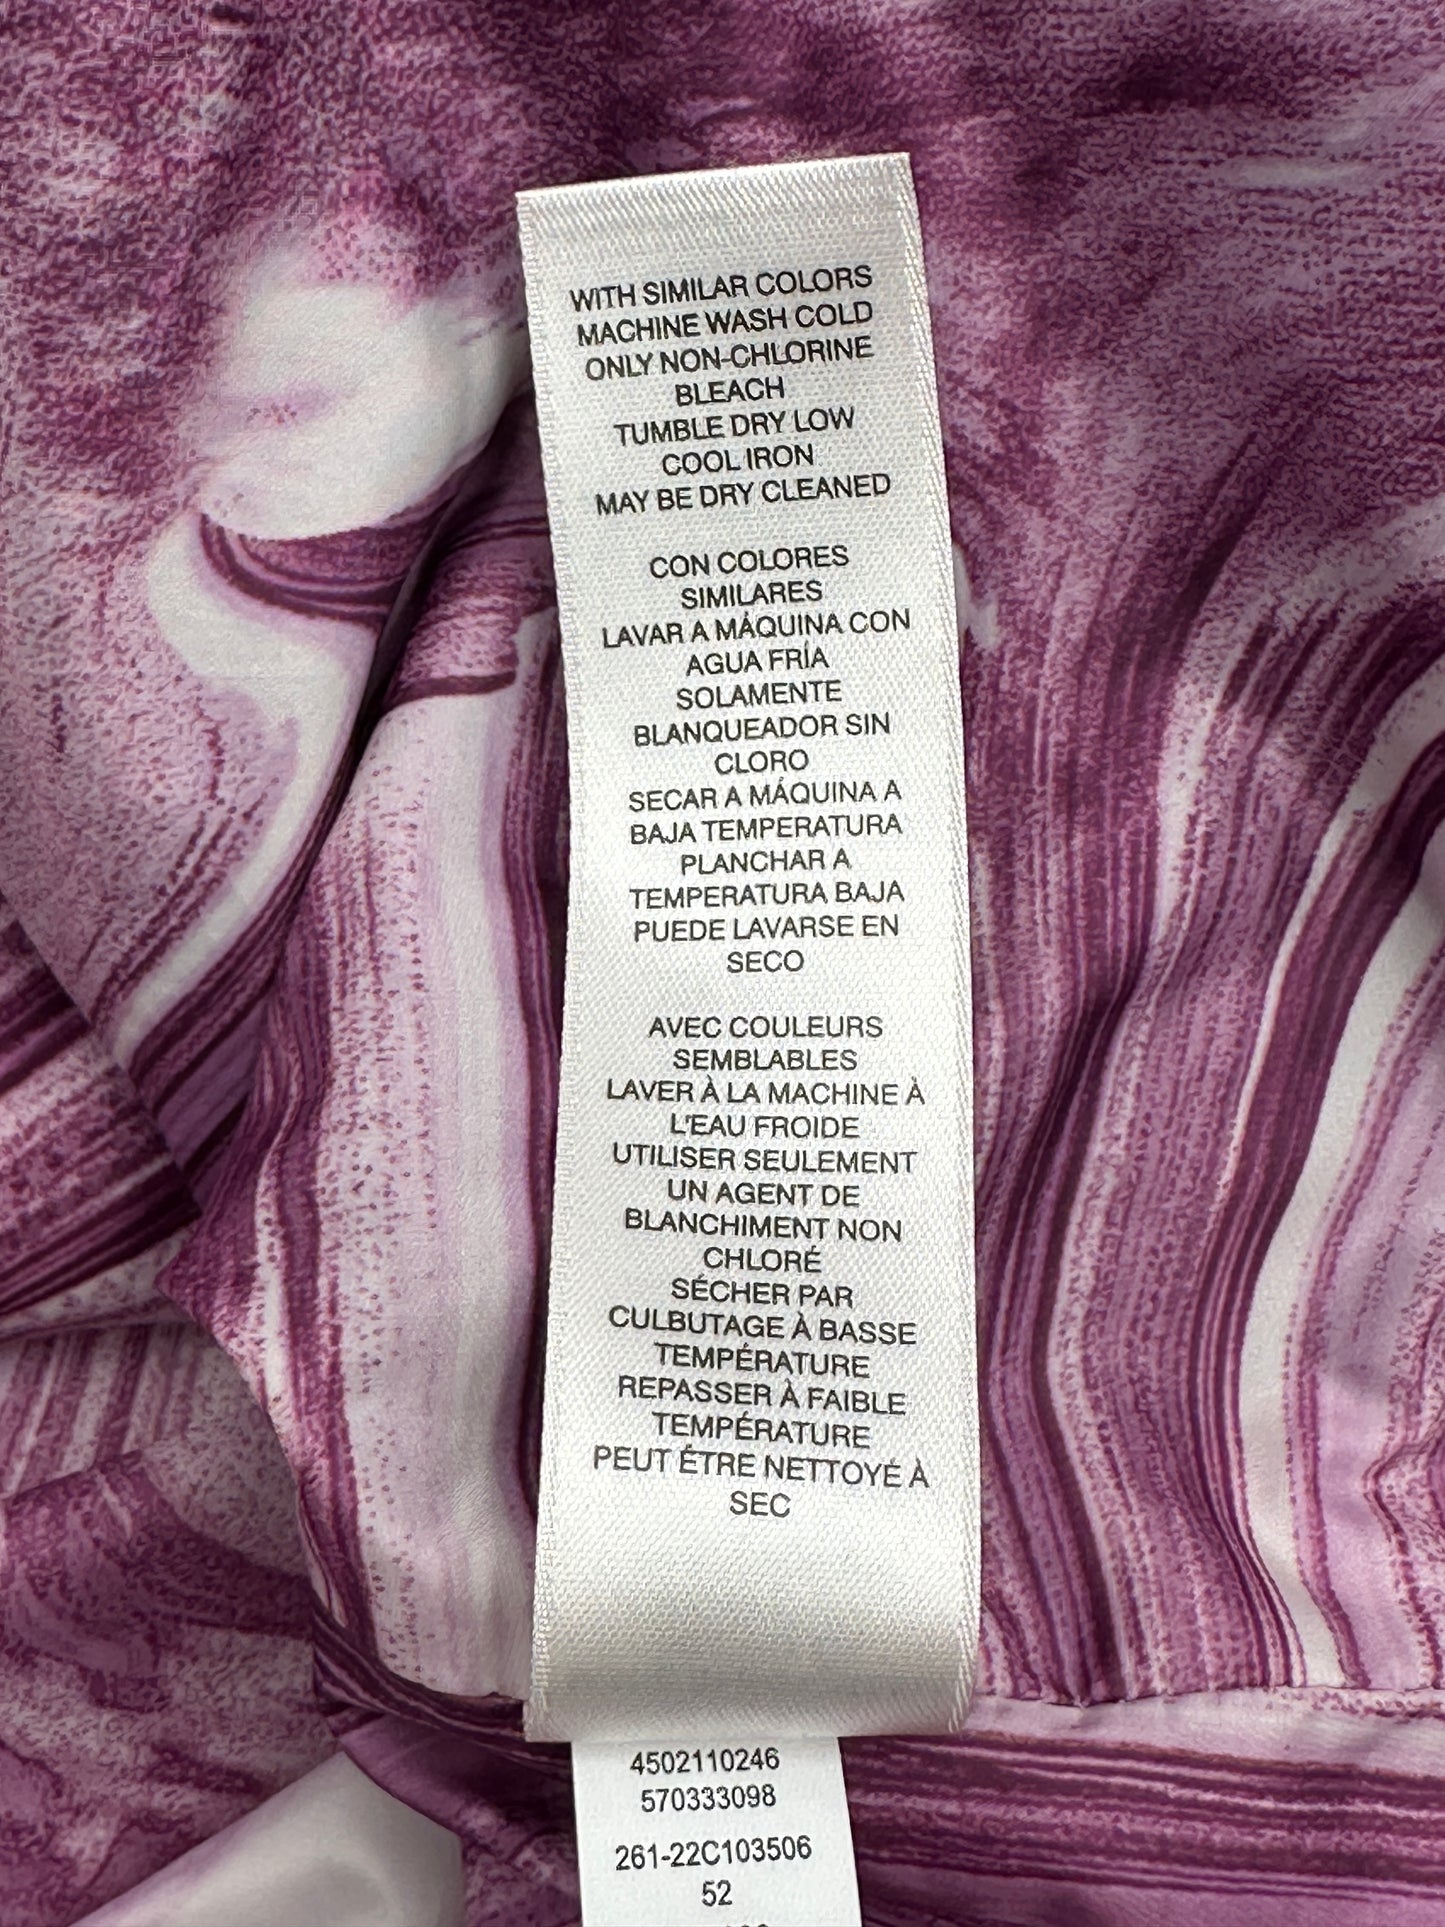 WITH SIMILAR COLORS
MACHINE WASH COLD
ONLY NON-CHLORINE
BLEACH
TUMBLE DRY LOW
COOL IRON
MAY BE DRY CLEANED
CON COLORES
SIMILARES
LAVAR A MÁQUINA CON
AGUA FRÍA
SOLAMENTE
BLANQUEADOR SIN
CLORO
SECAR A MÁQUINA A
BAJA TEMPERATURA
PLANCHAR A
TEMPERATURA BAJA
PUEDE LAVARSE EN
SECO
AVEC COULEURS
SEMBLABLES
LAVER À LA MACHINE À
L'EAU FROIDE
UTILISER SEULEMENT
UN AGENT DE
BLANCHIMENT NON
CHLORÉ
SÉCHER PAR
CULBUTAGE À BASSE
TEMPÉRATURE
REPASSER À FAIBLE
TEMPÉRATURE
PEUT ÊTRE NETTOYÉ À
SEC
4502110246
570333098
261-22C103506
52